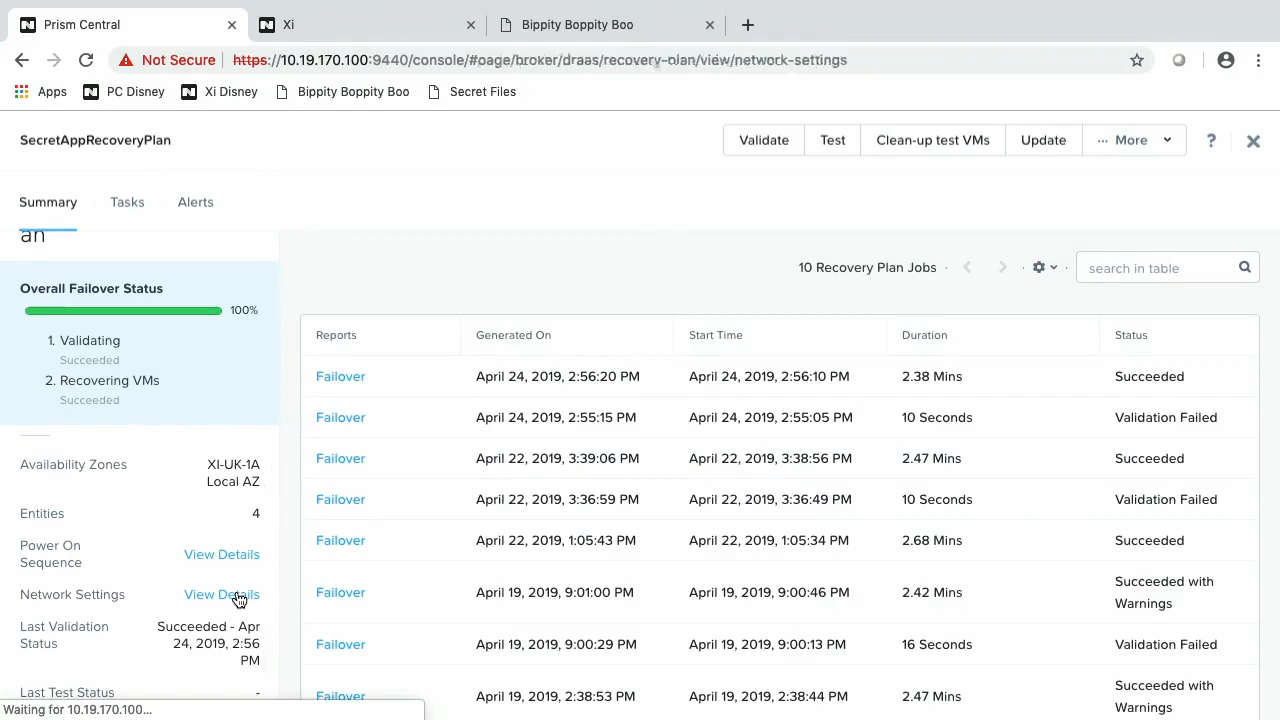 Prism Central
Xi
Bippity Boppity Boo
Not Secure
https://10.19.170.100:9440/console/#page/broker/draas/recovery-plan/view/network-settings
Apps
PC Disney
Xi Disney
Bippity Boppity Boo
Secret Files
SecretAppRecoveryPlan
Validate
Test
Clean-up test VMs
Update
··· More
?
Summary
Tasks
Alerts
an
10 Recovery Plan Jobs
search in table
Overall Failover Status
100%
1. Validating
Succeeded
2. Recovering VMs
Succeeded
Availability Zones XI-UK-1A
Local AZ
Entities 4
Power On
Sequence
View Details
Network Settings View Details
Last Validation
Status
Succeeded - Apr
24, 2019, 2:56
PM
Last Test Status -
Reports Generated On Start Time Duration Status
Failover April 24, 2019, 2:56:20 PM April 24, 2019, 2:56:10 PM 2.38 Mins Succeeded
Failover April 24, 2019, 2:55:15 PM April 24, 2019, 2:55:05 PM 10 Seconds Validation Failed
Failover April 22, 2019, 3:39:06 PM April 22, 2019, 3:38:56 PM 2.47 Mins Succeeded
Failover April 22, 2019, 3:36:59 PM April 22, 2019, 3:36:49 PM 10 Seconds Validation Failed
Failover April 22, 2019, 1:05:43 PM April 22, 2019, 1:05:34 PM 2.68 Mins Succeeded
Failover April 19, 2019, 9:01:00 PM April 19, 2019, 9:00:46 PM 2.42 Mins Succeeded with
Warnings
Failover April 19, 2019, 9:00:29 PM April 19, 2019, 9:00:13 PM 16 Seconds Validation Failed
Failover April 19, 2019, 2:38:53 PM April 19, 2019, 2:38:44 PM 2.47 Mins Succeeded with
Warnings
Waiting for 10.19.170.100...